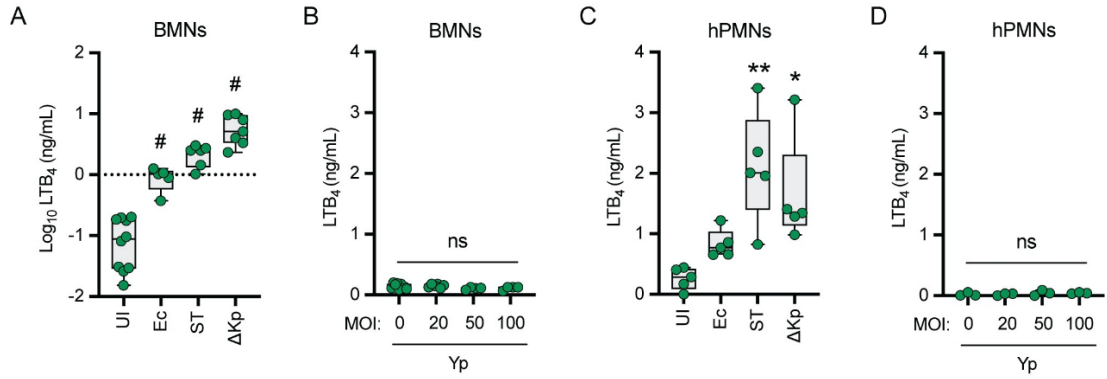 A
BMNs
Log10 LTB4 (ng/mL)
2
1
0
-1
-2
# # #
UI Ec ST ΔKp
B
BMNs
LTB4 (ng/mL)
4
3
2
1
0
ns
MOI: 0 20 50 100
Yp
C
hPMNs
LTB4 (ng/mL)
4
3
2
1
0
** *
UI Ec ST ΔKp
D
hPMNs
LTB4 (ng/mL)
4
3
2
1
0
ns
MOI: 0 20 50 100
Yp